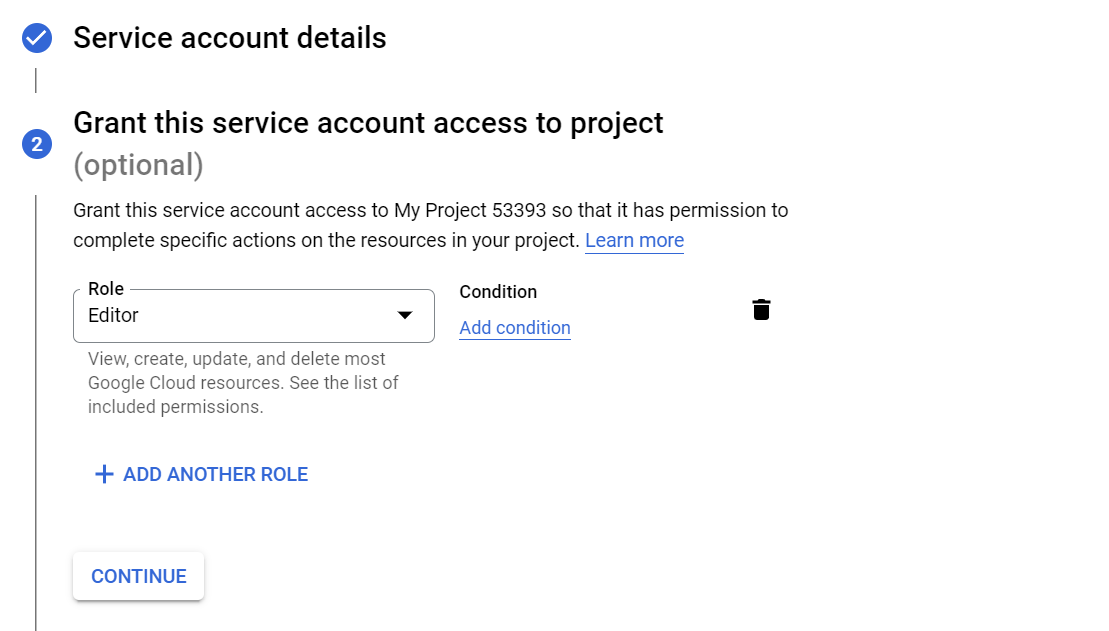 Service account details
2
Grant this service account access to project
(optional)
Grant this service account access to My Project 53393 so that it has permission to
complete specific actions on the resources in your project. Learn more
Role
Editor
Condition
Add condition
View, create, update, and delete most
Google Cloud resources. See the list of
included permissions.
ADD ANOTHER ROLE
CONTINUE